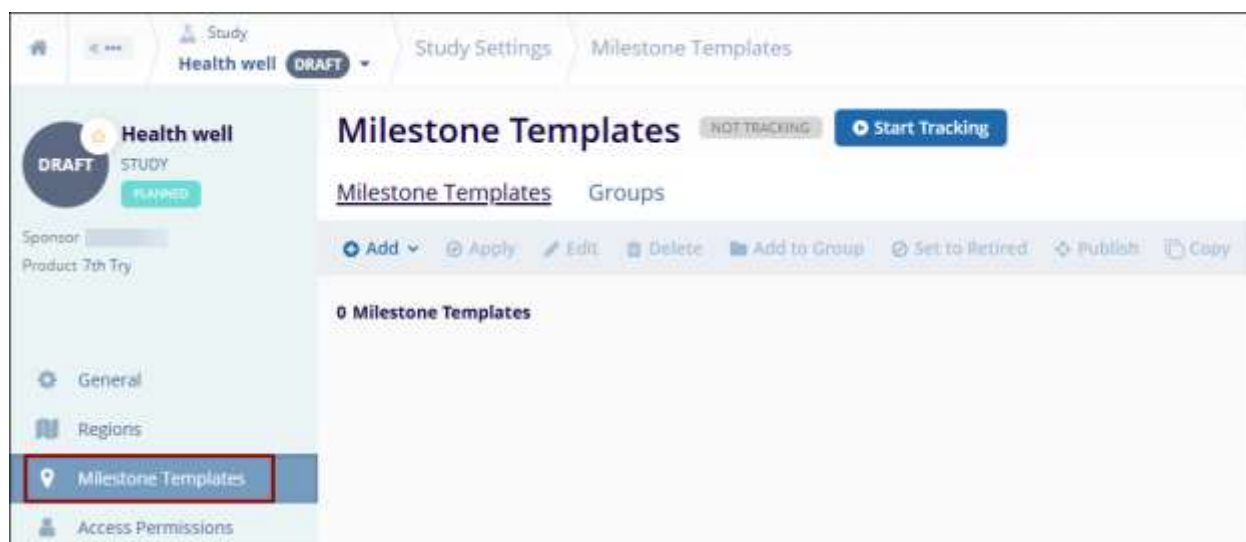 Study
Health well DRAFT
Study Settings
Milestone Templates
DRAFT
Health well
STUDY
PLANNED
Sponsor
Product 7th Try
General
Regions
Milestone Templates
Access Permissions
Milestone Templates NOT TRACKING Start Tracking
Milestone Templates Groups
Add Apply Edit Delete Add to Group Set to Retired Publish Copy
0 Milestone Templates